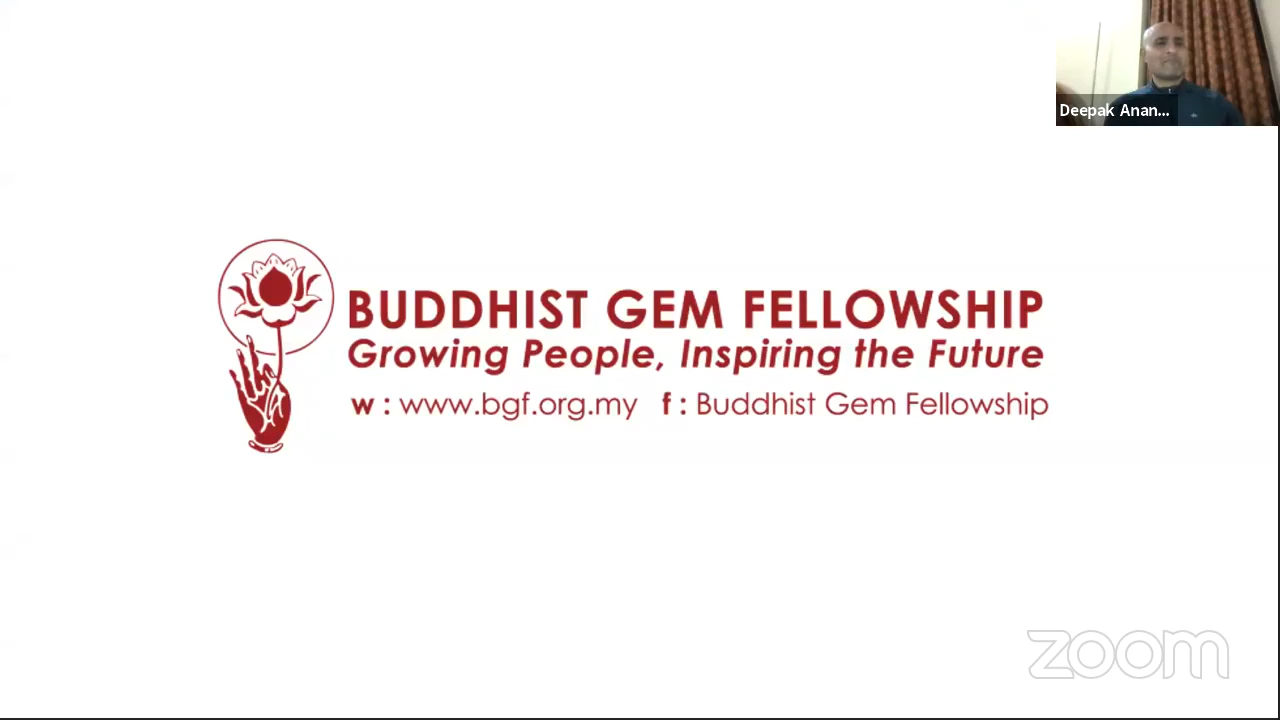 Deepak Anan...
BUDDHIST GEM FELLOWSHIP
Growing People, Inspiring the Future
w : www.bgf.org.my f : Buddhist Gem Fellowship
zoom